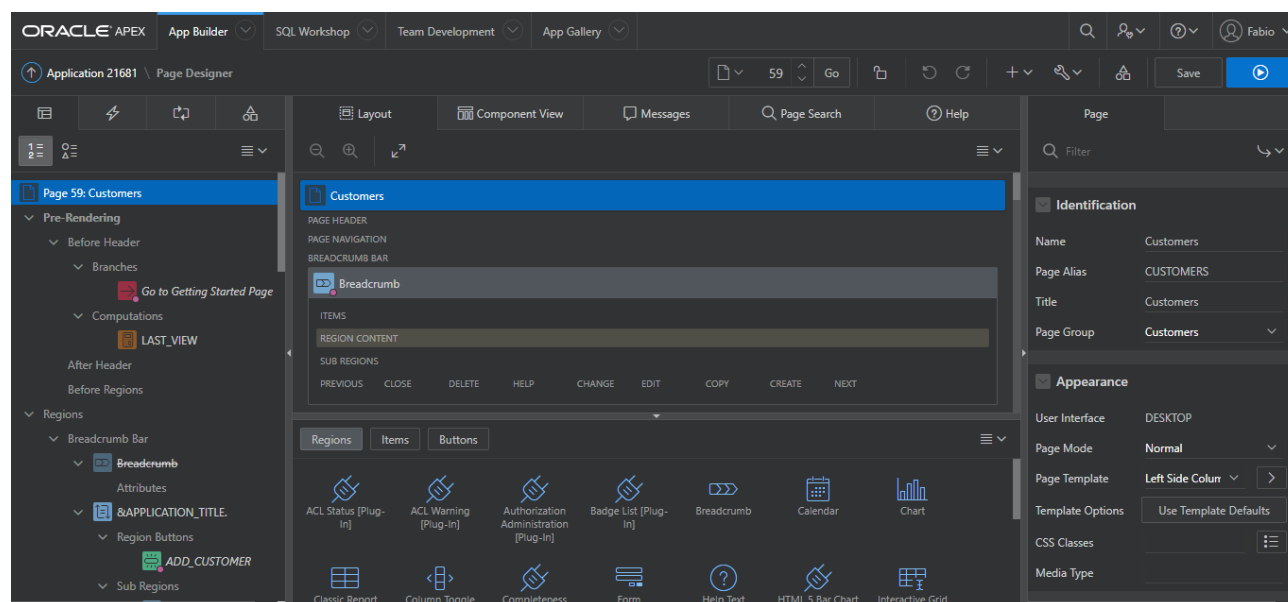 ORACLE APEX App Builder SQL Workshop Team Development App Gallery Fabio
Application 21681 \ Page Designer 59 Go Save
Layout Component View Messages Page Search Help Page
Filter
Page 59: Customers
Pre-Rendering
Before Header
Branches
Go to Getting Started Page
Computations
LAST_VIEW
After Header
Before Regions
Regions
Breadcrumb Bar
Breadcrumb
Attributes
&APPLICATION_TITLE.
Region Buttons
ADD_CUSTOMER
Sub Regions
Customers
PAGE HEADER
PAGE NAVIGATION
BREADCRUMB BAR
Breadcrumb
ITEMS
REGION CONTENT
SUB REGIONS
PREVIOUS CLOSE DELETE HELP CHANGE EDIT COPY CREATE NEXT
Regions Items Buttons
ACL Status [Plug-
In]
ACL Warning
[Plug-In]
Authorization
Administration
[Plug-In]
Badge List [Plug-
In]
Breadcrumb
Calendar
Chart
Classic Report Column Toggle Completeness Form Help Text HTML 5 Bar Chart Interactive Grid
Identification
Name Customers
Page Alias CUSTOMERS
Title Customers
Page Group Customers
Appearance
User Interface DESKTOP
Page Mode Normal
Page Template Left Side Colum
Template Options Use Template Defaults
CSS Classes
Media Type